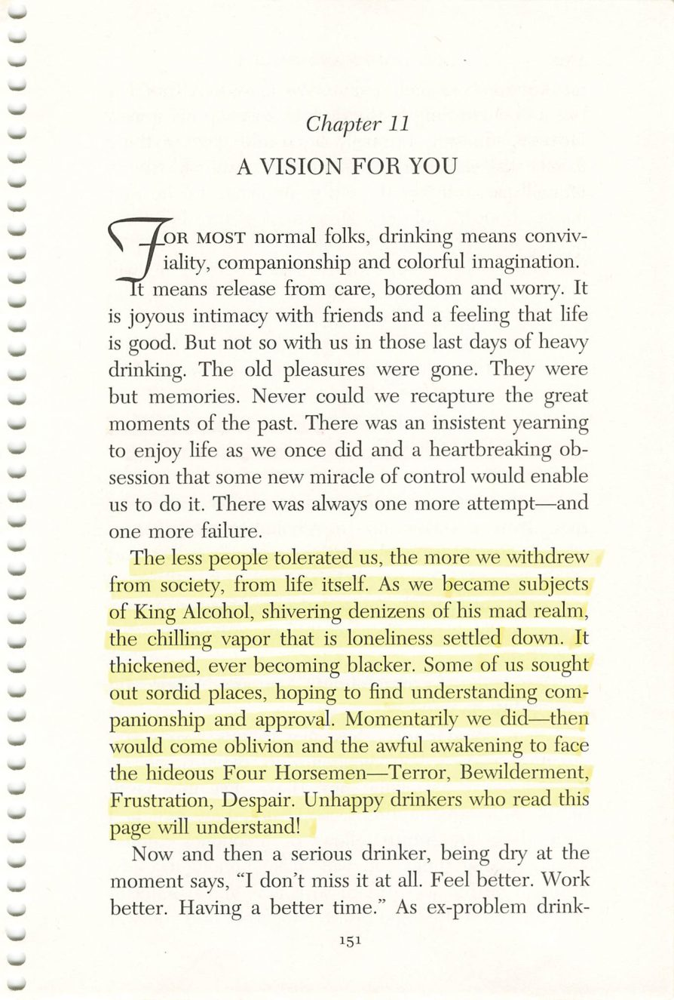 Chapter 11
A VISION FOR YOU
FOR MOST normal folks, drinking means conviv-
iality, companionship and colorful imagination.
It means release from care, boredom and worry. It
is joyous intimacy with friends and a feeling that life
is good. But not so with us in those last days of heavy
drinking. The old pleasures were gone. They were
but memories. Never could we recapture the great
moments of the past. There was an insistent yearning
to enjoy life as we once did and a heartbreaking ob-
session that some new miracle of control would enable
us to do it. There was always one more attempt—and
one more failure.
The less people tolerated us, the more we withdrew
from society, from life itself. As we became subjects
of King Alcohol, shivering denizens of his mad realm,
the chilling vapor that is loneliness settled down. It
thickened, ever becoming blacker. Some of us sought
out sordid places, hoping to find understanding com-
panionship and approval. Momentarily we did—then
would come oblivion and the awful awakening to face
the hideous Four Horsemen—Terror, Bewilderment,
Frustration, Despair. Unhappy drinkers who read this
page will understand!
Now and then a serious drinker, being dry at the
moment says, “I don’t miss it at all. Feel better. Work
better. Having a better time.” As ex-problem drink-
151